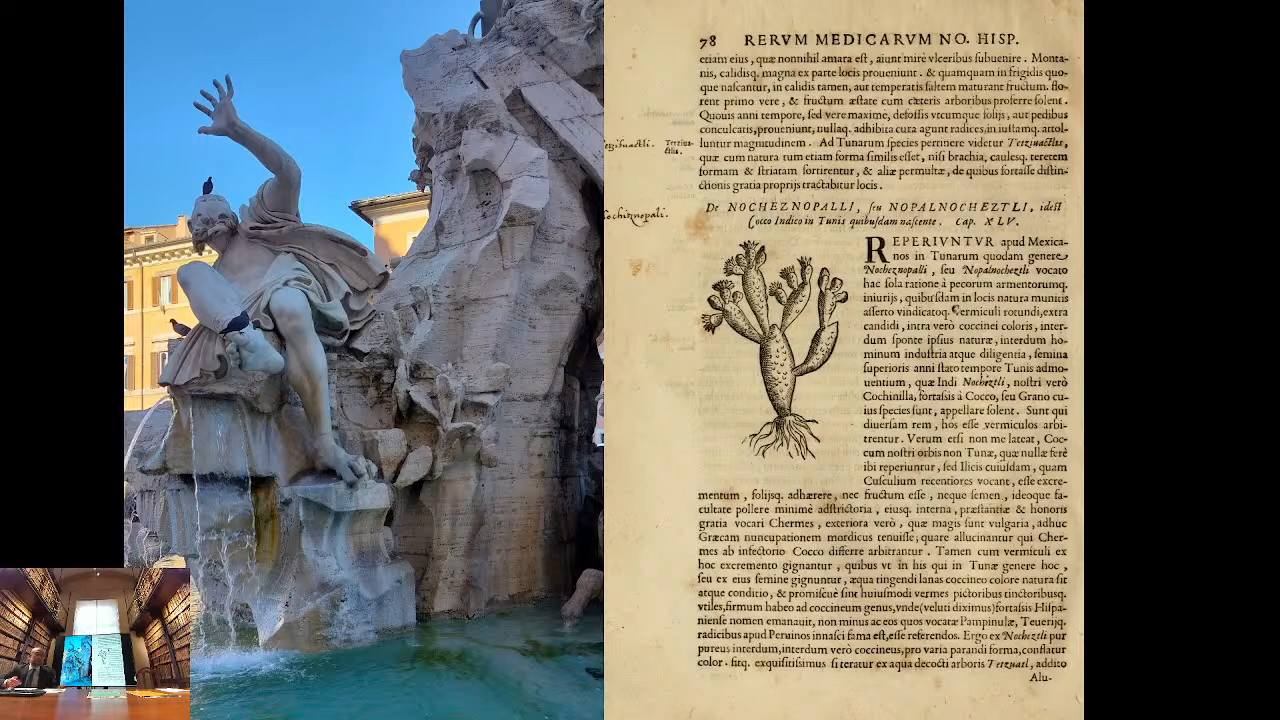 78 RERVM MEDICARVM NO. HISP.
etiam eius, quæ nonnihil amara est, aiunt mirè vlceribus subuenire. Monta-
nis, calidisq. magna ex parte locis proueniunt. & quamquam in frigidis quo-
que nascantur, in calidis tamen, aut temperatis saltem maturant fructum. flo-
rent primo vere, & fructum æstate cum cæteris arboribus proferre solent.
Quouis anni tempore, sed vere maxime, defossis vtcumque folijs, aut pedibus
conculcatis, proueniunt, nullaq. adhibita cura agunt radices, in iustamq. attol-
luntur magnitudinem. Ad Tunarum species pertinere videtur Tetzihuactlus,
quæ cum natura tum etiam forma similis esset, nisi brachia, caulesq. teretem
formam & striatam sortirentur, & aliæ permultæ, de quibus fortasse distin-
ctionis gratia proprijs tractabitur locis.
De NOCHEZNOPALLI, seu NOPALNOCHEZTLI, idest
Cocco Indico in Tunis quibusdam nascente. Cap. XLV.
REPERIVNTVR apud Mexica-
nos in Tunarum quodam genere
Nocheznopalli, seu Nopalnocheztli vocato
hac sola ratione à pecorum armentorumq.
iniurijs, quibusdam in locis natura munitis
asserto vindicatoq. Vermiculi rotundi, extra
candidi, intra verò coccinei coloris, inter-
dum sponte ipsius naturæ, interdum ho-
minum industria atque diligentia, semina
superioris anni stato tempore Tunis admo-
uentium, quæ Indi Nochiztli, nostri verò
Cochinilla, fortassis à Cocco, seu Grano cu-
ius species sunt, appellare solent. Sunt qui
diuersam rem, hos esse vermiculos arbi-
trentur. Verum etsi non me lateat, Coc-
cum nostri orbis non Tunæ, quæ nullæ ferè
ibi reperiuntur, sed Ilicis cuiusdam, quam
Cusculium recentiores vocant, esse excre-
mentum, folijsq. adhærere, nec fructum esse, neque semen, ideoque fa-
cultate pollere minimè adstrictoria, eiusq. interna, præstantiæ & honoris
gratia vocari Chermes, exteriora verò, quæ magis sunt vulgaria, adhuc
Græcam nuncupationem mordicus tenuisse, quare allucinantur qui Cher-
mes ab infectorio Cocco differre arbitrantur. Tamen cum vermiculi ex
hoc excremento gignantur, quibus vt in his qui in Tunæ genere hoc,
seu ex eius semine gignuntur, æqua tingendi lanas coccineo colore natura sit
atque conditio, & promiscuè sint huiusmodi vermes pictoribus tinctoribusq.
vtiles, firmum habeo ad coccineum genus, vnde (veluti diximus) fortassis Hispa-
niense nomen emanauit, non minus ac eos quos vocatæ Pampinulæ, Teuerijq.
radicibus apud Peruinos innasci fama est, esse referendos. Ergo ex Nocheztli pur
pureus interdum, interdum verò coccineus, pro varia parandi forma, conflatur
color. fitq. exquisitissimus si teratur ex aqua decocti arboris Tetzuatl, addito
Alu-